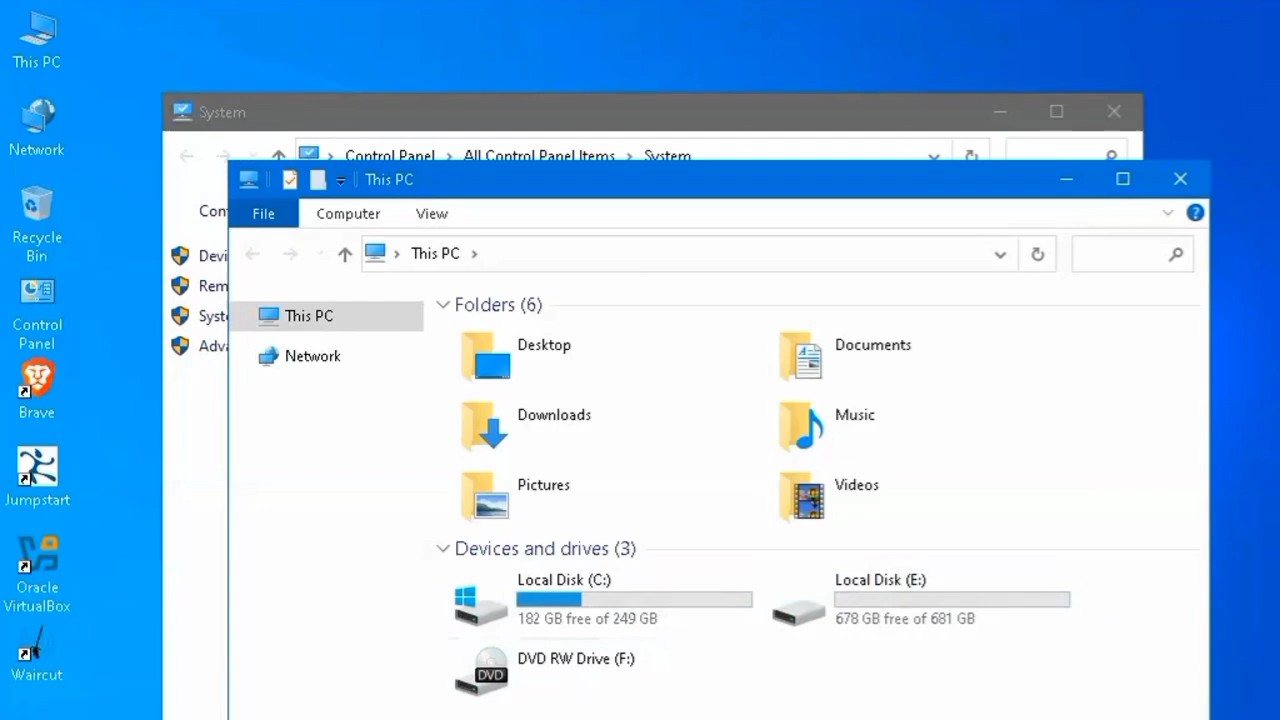 This PC
Network
Recycle
Bin
Control
Panel
Brave
Jumpstart
Oracle
VirtualBox
Waircut
System
Control Panel
All Control Panel Items
System
Con
Devi
Rem
Syst
Adva
This PC
File
Computer
View
This PC
This PC
Network
Folders (6)
Desktop
Documents
Downloads
Music
Pictures
Videos
Devices and drives (3)
Local Disk (C:)
182 GB free of 249 GB
Local Disk (E:)
678 GB free of 681 GB
DVD
DVD RW Drive (F:)